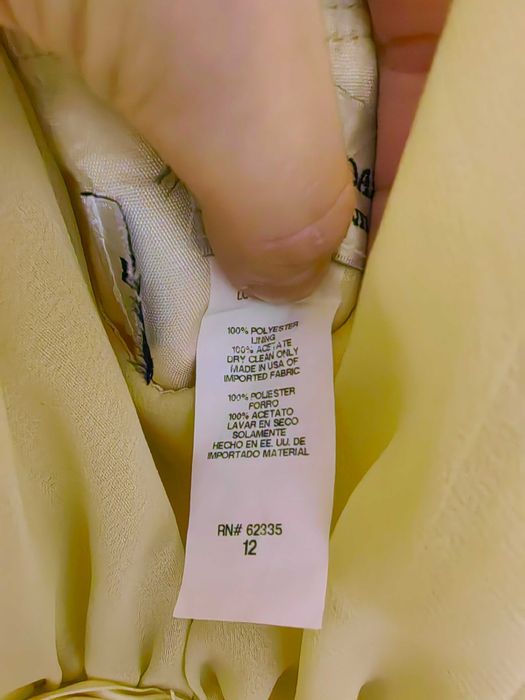 100% POLYESTER
LINING
100% ACETATE
DRY CLEAN ONLY
MADE IN USA OF
IMPORTED FABRIC
100% POLIESTER
FORRO
100% ACETATO
LAVAR EN SECO
SOLAMENTE
HECHO EN EE. UU. DE
IMPORTADO MATERIAL
RN# 62335
12